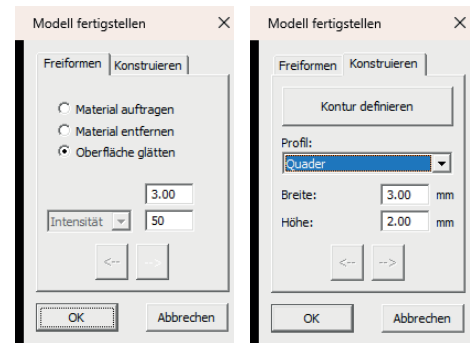 Modell fertigstellen
Freiformen Konstruieren
Material auftragen
Material entfernen
Oberfläche glätten
3.00
Intensität 50
<-- -->
OK Abbrechen
Modell fertigstellen
Freiformen Konstruieren
Kontur definieren
Profil:
Quader
Breite: 3.00 mm
Höhe: 2.00 mm
<-- -->
OK Abbrechen